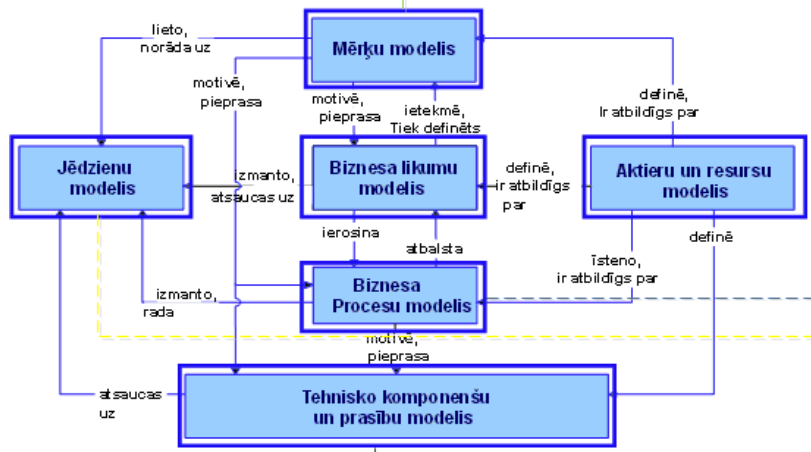 lieto,
norāda uz
Mērķu modelis
motivē,
pieprasa
motivē,
pieprasa
ietekmē,
Tiek definēts
definē,
Ir atbildīgs par
Jēdzienu
modelis
izmanto,
atsaucas uz
Biznesa likumu
modelis
definē,
ir atbildīgs
par
Aktieru un resursu
modelis
ierosina
atbalsta
īsteno,
ir atbildīgs par
definē
izmanto,
rada
Biznesa
Procesu modelis
motivē,
pieprasa
atsaucas
uz
Tehnisko komponenšu
un prasību modelis